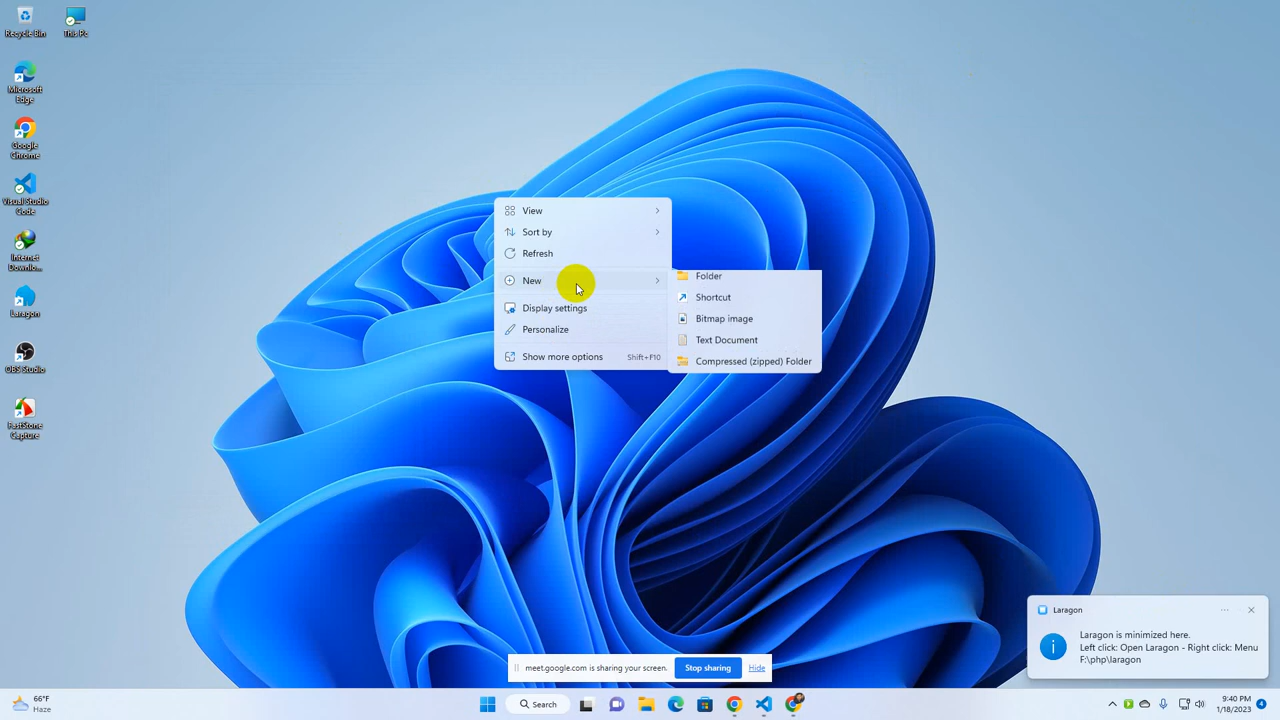 Recycle Bin
This Pc
Microsoft
Edge
Google
Chrome
Visual Studio
Code
Internet
Downlo...
Laragon
OBS Studio
FastStone
Capture
View
Sort by
Refresh
New
Display settings
Personalize
Show more options Shift+F10
Folder
Shortcut
Bitmap image
Text Document
Compressed (zipped) Folder
Laragon
Laragon is minimized here.
Left click: Open Laragon - Right click: Menu
F:\php\laragon
meet.google.com is sharing your screen.
Stop sharing
Hide
66°F
Haze
Search
9:40 PM
1/18/2023
4